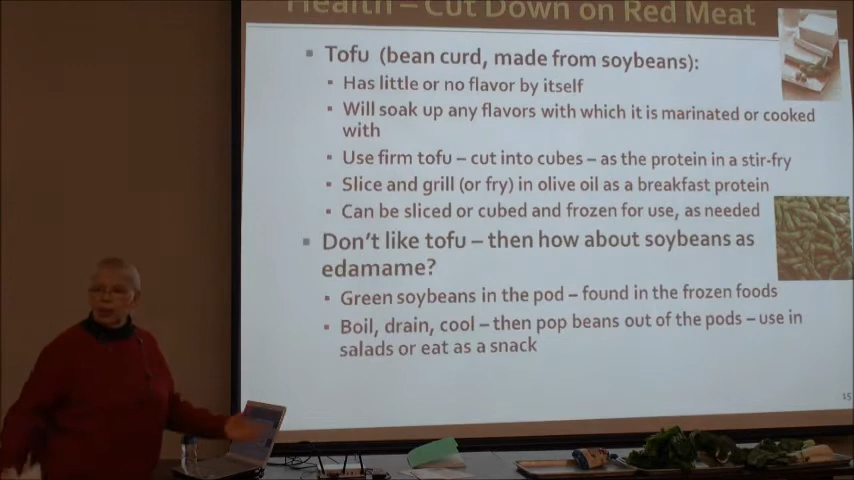 Health – Cut Down on Red Meat
▪ Tofu (bean curd, made from soybeans):
▪ Has little or no flavor by itself
▪ Will soak up any flavors with which it is marinated or cooked
with
▪ Use firm tofu – cut into cubes – as the protein in a stir-fry
▪ Slice and grill (or fry) in olive oil as a breakfast protein
▪ Can be sliced or cubed and frozen for use, as needed
▪ Don't like tofu – then how about soybeans as
edamame?
▪ Green soybeans in the pod – found in the frozen foods
▪ Boil, drain, cool – then pop beans out of the pods – use in
salads or eat as a snack
15